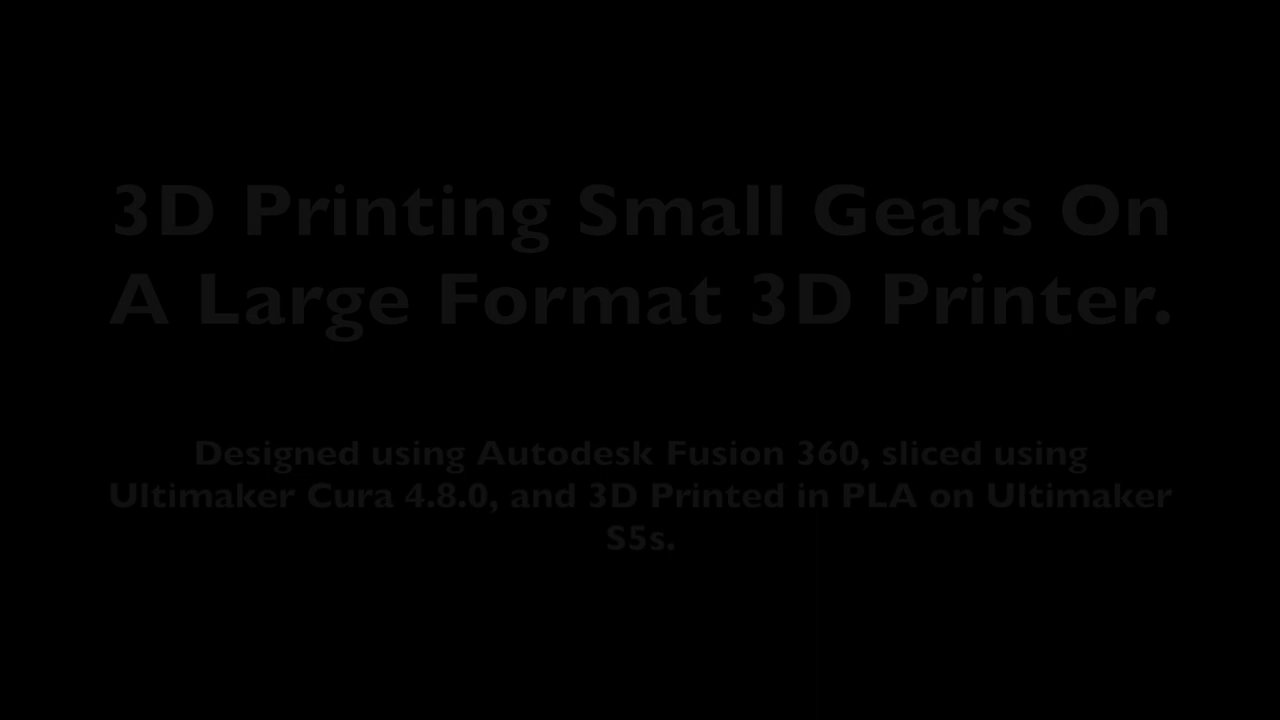 3D Printing Small Gears On
A Large Format 3D Printer.
Designed using Autodesk Fusion 360, sliced using
Ultimaker Cura 4.8.0, and 3D Printed in PLA on Ultimaker
S5s.